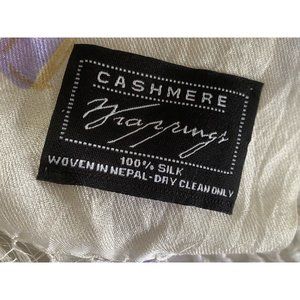 CASHMERE
Wrappings
100% SILK
WOVEN IN NEPAL-DRY CLEAN ONLY